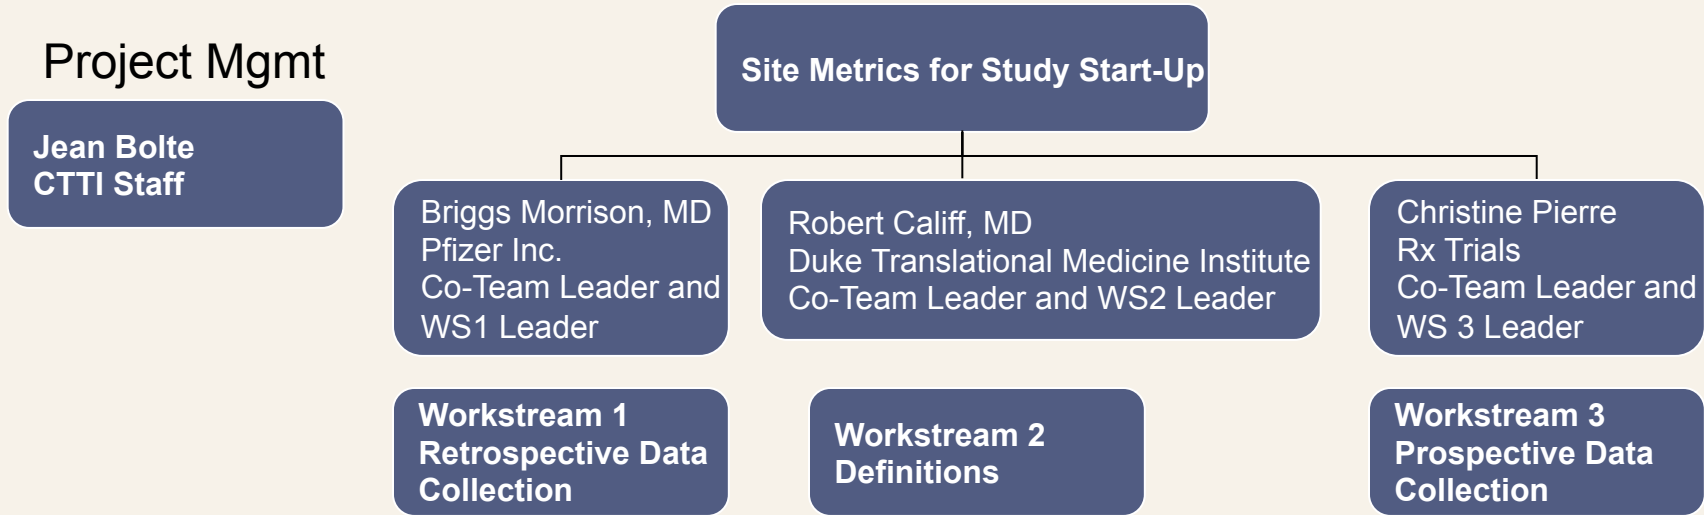 Project Mgmt
Jean Bolte
CTTI Staff
Site Metrics for Study Start-Up
Briggs Morrison, MD
Pfizer Inc.
Co-Team Leader and
WS1 Leader
Robert Califf, MD
Duke Translational Medicine Institute
Co-Team Leader and WS2 Leader
Christine Pierre
Rx Trials
Co-Team Leader and
WS 3 Leader
Workstream 1
Retrospective Data
Collection
Workstream 2
Definitions
Workstream 3
Prospective Data
Collection